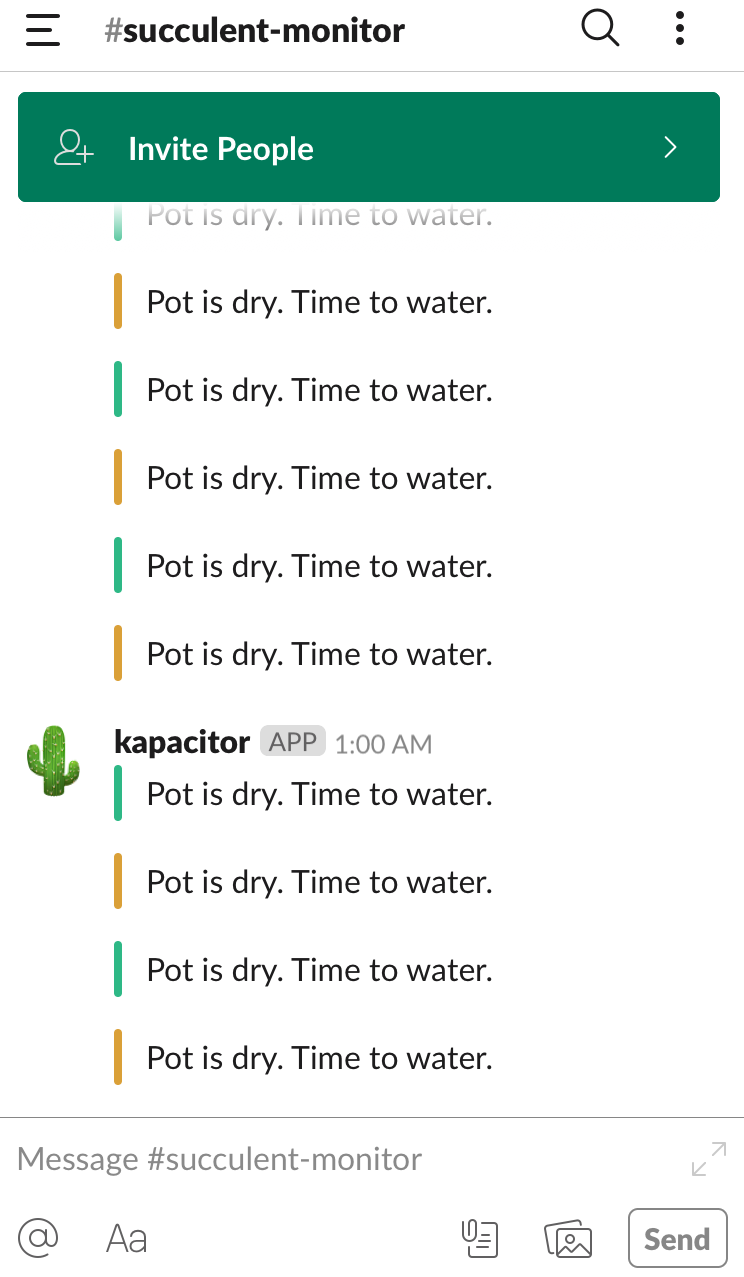 #succulent-monitor
Invite People
Pot is dry. Time to water.
Pot is dry. Time to water.
Pot is dry. Time to water.
Pot is dry. Time to water.
Pot is dry. Time to water.
Pot is dry. Time to water.
kapacitor APP 1:00 AM
Pot is dry. Time to water.
Pot is dry. Time to water.
Pot is dry. Time to water.
Pot is dry. Time to water.
Message #succulent-monitor
@ Aa Send